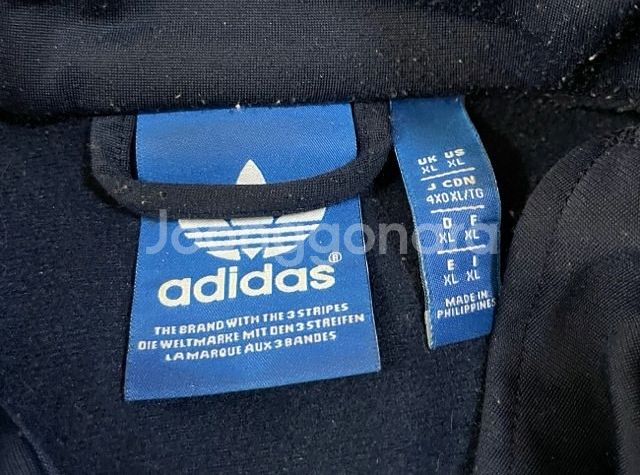 adidas®
THE BRAND WITH THE 3 STRIPES
DIE WELTMARKE MIT DEN 3 STREIFEN
LA MARQUE AUX 3 BANDES
UK US
XL XL
J CDN
4XO XL/TG
D F
XL XL
E I
XL XL
MADE IN
PHILIPPINES
Joonggonara